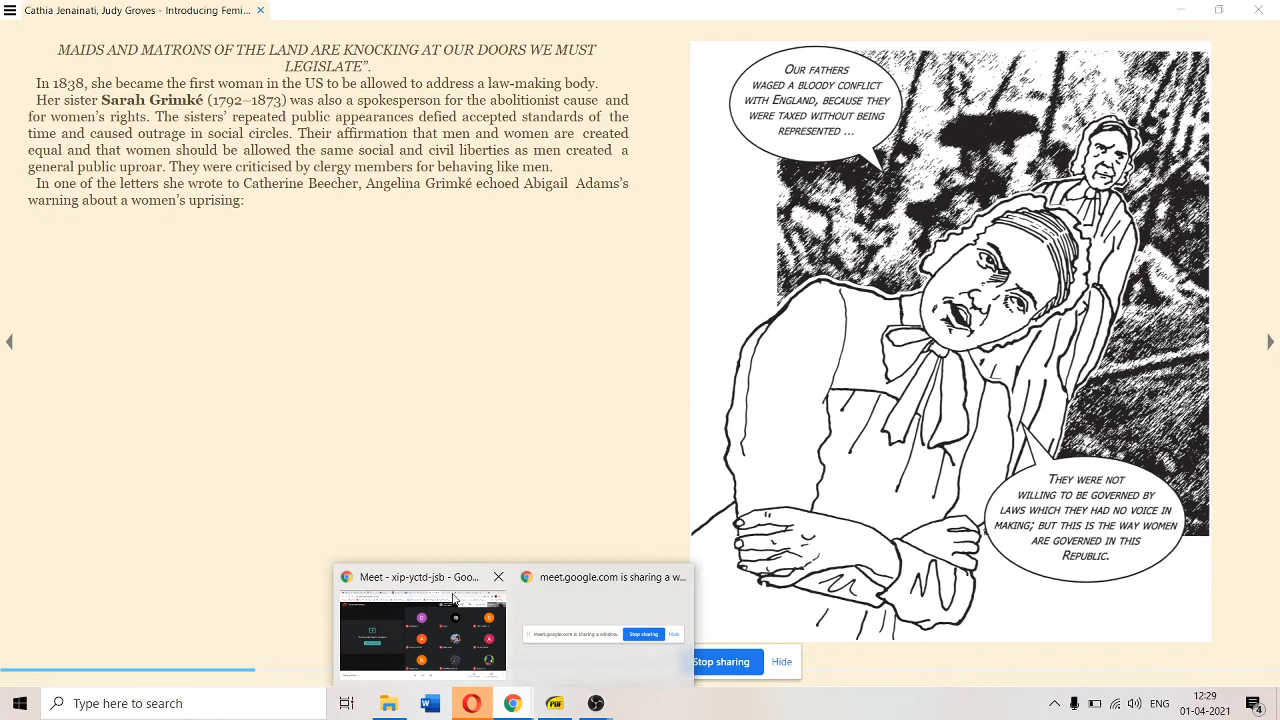 Cathia Jenainati, Judy Groves - Introducing Femi...
MAIDS AND MATRONS OF THE LAND ARE KNOCKING AT OUR DOORS WE MUST
LEGISLATE”.
In 1838, she became the first woman in the US to be allowed to address a law-making body.
Her sister Sarah Grimké (1792–1873) was also a spokesperson for the abolitionist cause and
for women’s rights. The sisters’ repeated public appearances defied accepted standards of the
time and caused outrage in social circles. Their affirmation that men and women are created
equal and that women should be allowed the same social and civil liberties as men created a
general public uproar. They were criticised by clergy members for behaving like men.
In one of the letters she wrote to Catherine Beecher, Angelina Grimké echoed Abigail Adams’s
warning about a women’s uprising:
OUR FATHERS
WAGED A BLOODY CONFLICT
WITH ENGLAND, BECAUSE THEY
WERE TAXED WITHOUT BEING
REPRESENTED ...
THEY WERE NOT
WILLING TO BE GOVERNED BY
LAWS WHICH THEY HAD NO VOICE IN
MAKING; BUT THIS IS THE WAY WOMEN
ARE GOVERNED IN THIS
REPUBLIC.
Meet - xip-yctd-jsb - Goo...
meet.google.com is sharing a w...
meet.google.com is sharing a window.
Stop sharing
Hide
Stop sharing
Hide
Type here to search
ENG
12:29
01-04-2021
4